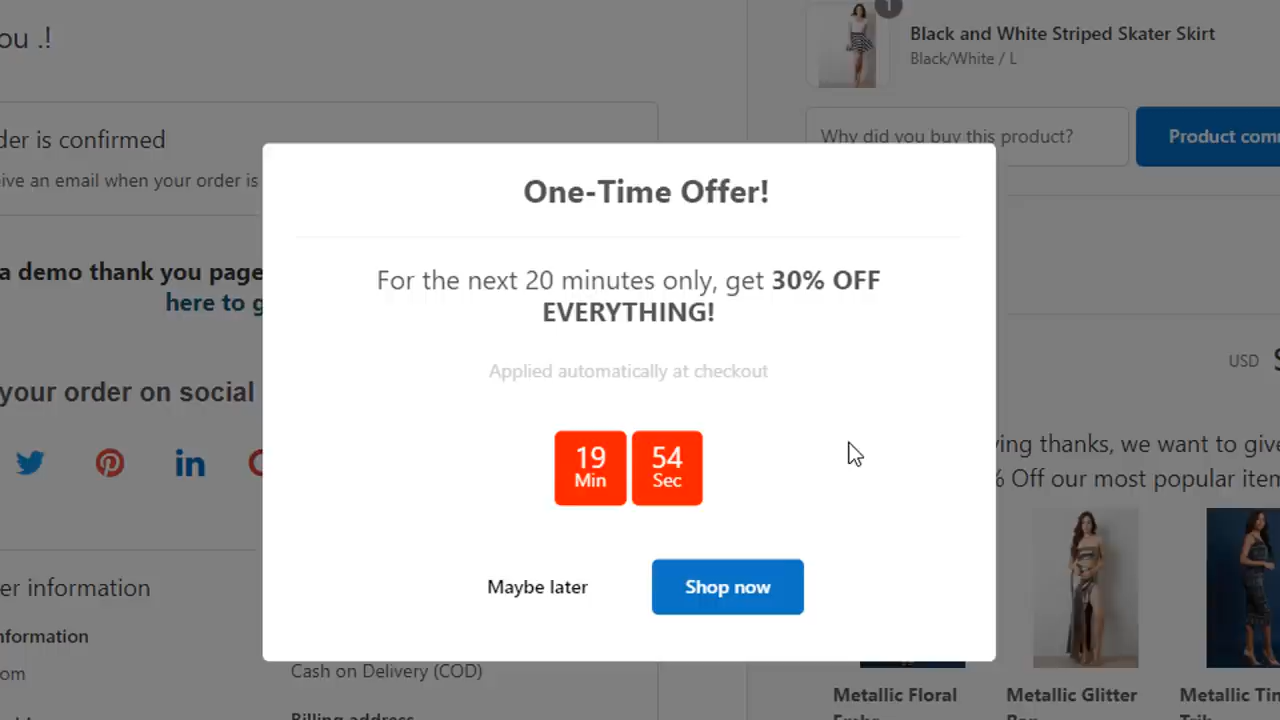 ou .!
1
Black and White Striped Skater Skirt
Black/White / L
der is confirmed
ive an email when your order is
Why did you buy this product?
Product com
One-Time Offer!
For the next 20 minutes only, get 30% OFF
EVERYTHING!
Applied automatically at checkout
19
Min
54
Sec
Maybe later
Shop now
a demo thank you page
here to g
your order on social
USD
ving thanks, we want to give
% Off our most popular item
er information
nformation
om
Cash on Delivery (COD)
Billing address
Metallic Floral
Metallic Glitter
Metallic Tin